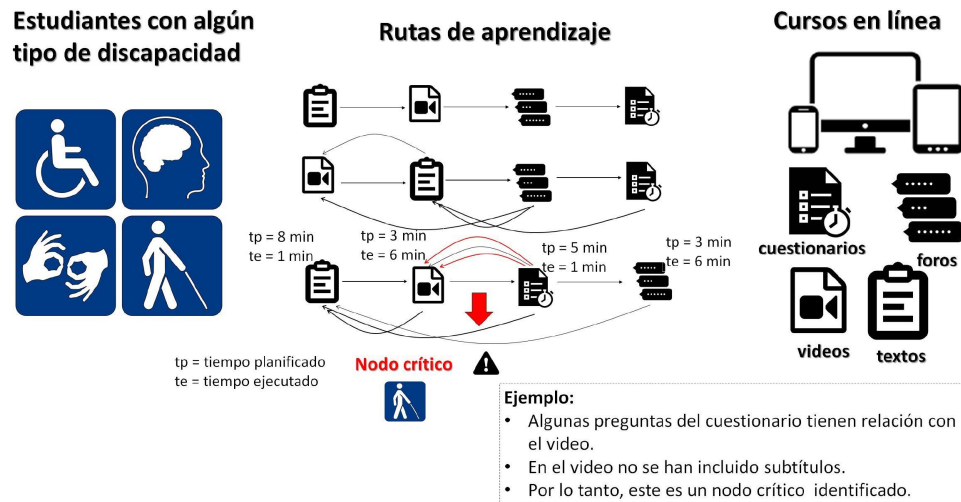 Estudiantes con algún
tipo de discapacidad
Rutas de aprendizaje
Cursos en línea
tp = 8 min
te = 1 min
tp = 3 min
te = 6 min
tp = 5 min
te = 1 min
tp = 3 min
te = 6 min
cuestionarios
foros
videos
textos
tp = tiempo planificado
te = tiempo ejecutado
Nodo crítico
Ejemplo:
• Algunas preguntas del cuestionario tienen relación con
el video.
• En el video no se han incluido subtítulos.
• Por lo tanto, este es un nodo crítico identificado.